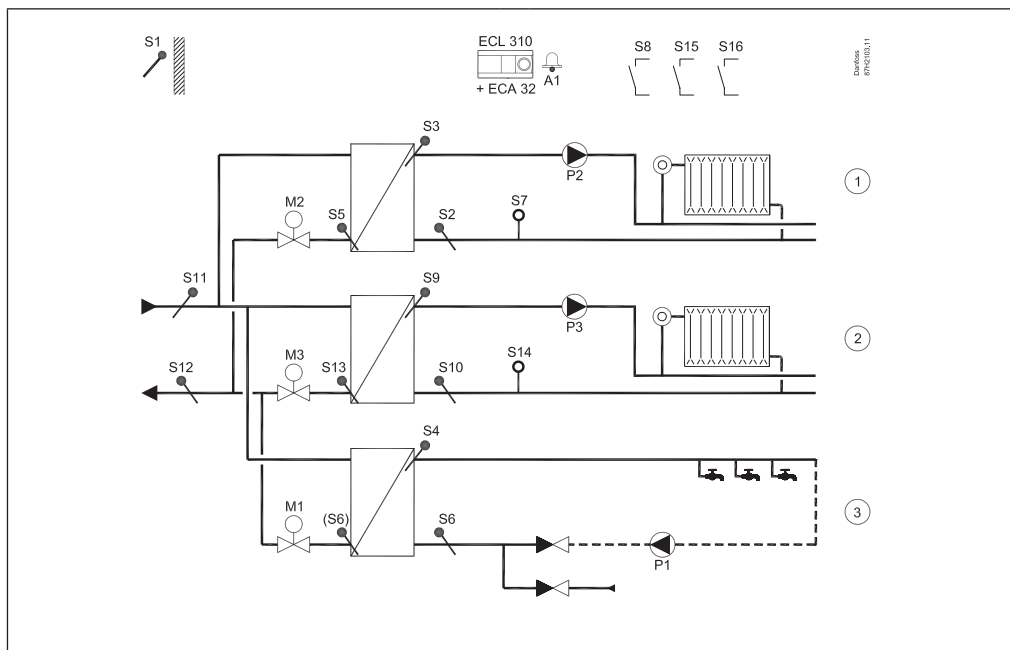 S1
ECL 310
A1
+ ECA 32
S8
S15
S16
Danfoss
87H2103.11
S3
P2
1
M2
S5
S2
S7
S11
S9
P3
2
S12
M3
S13
S10
S14
S4
M1
(S6)
S6
P1
3